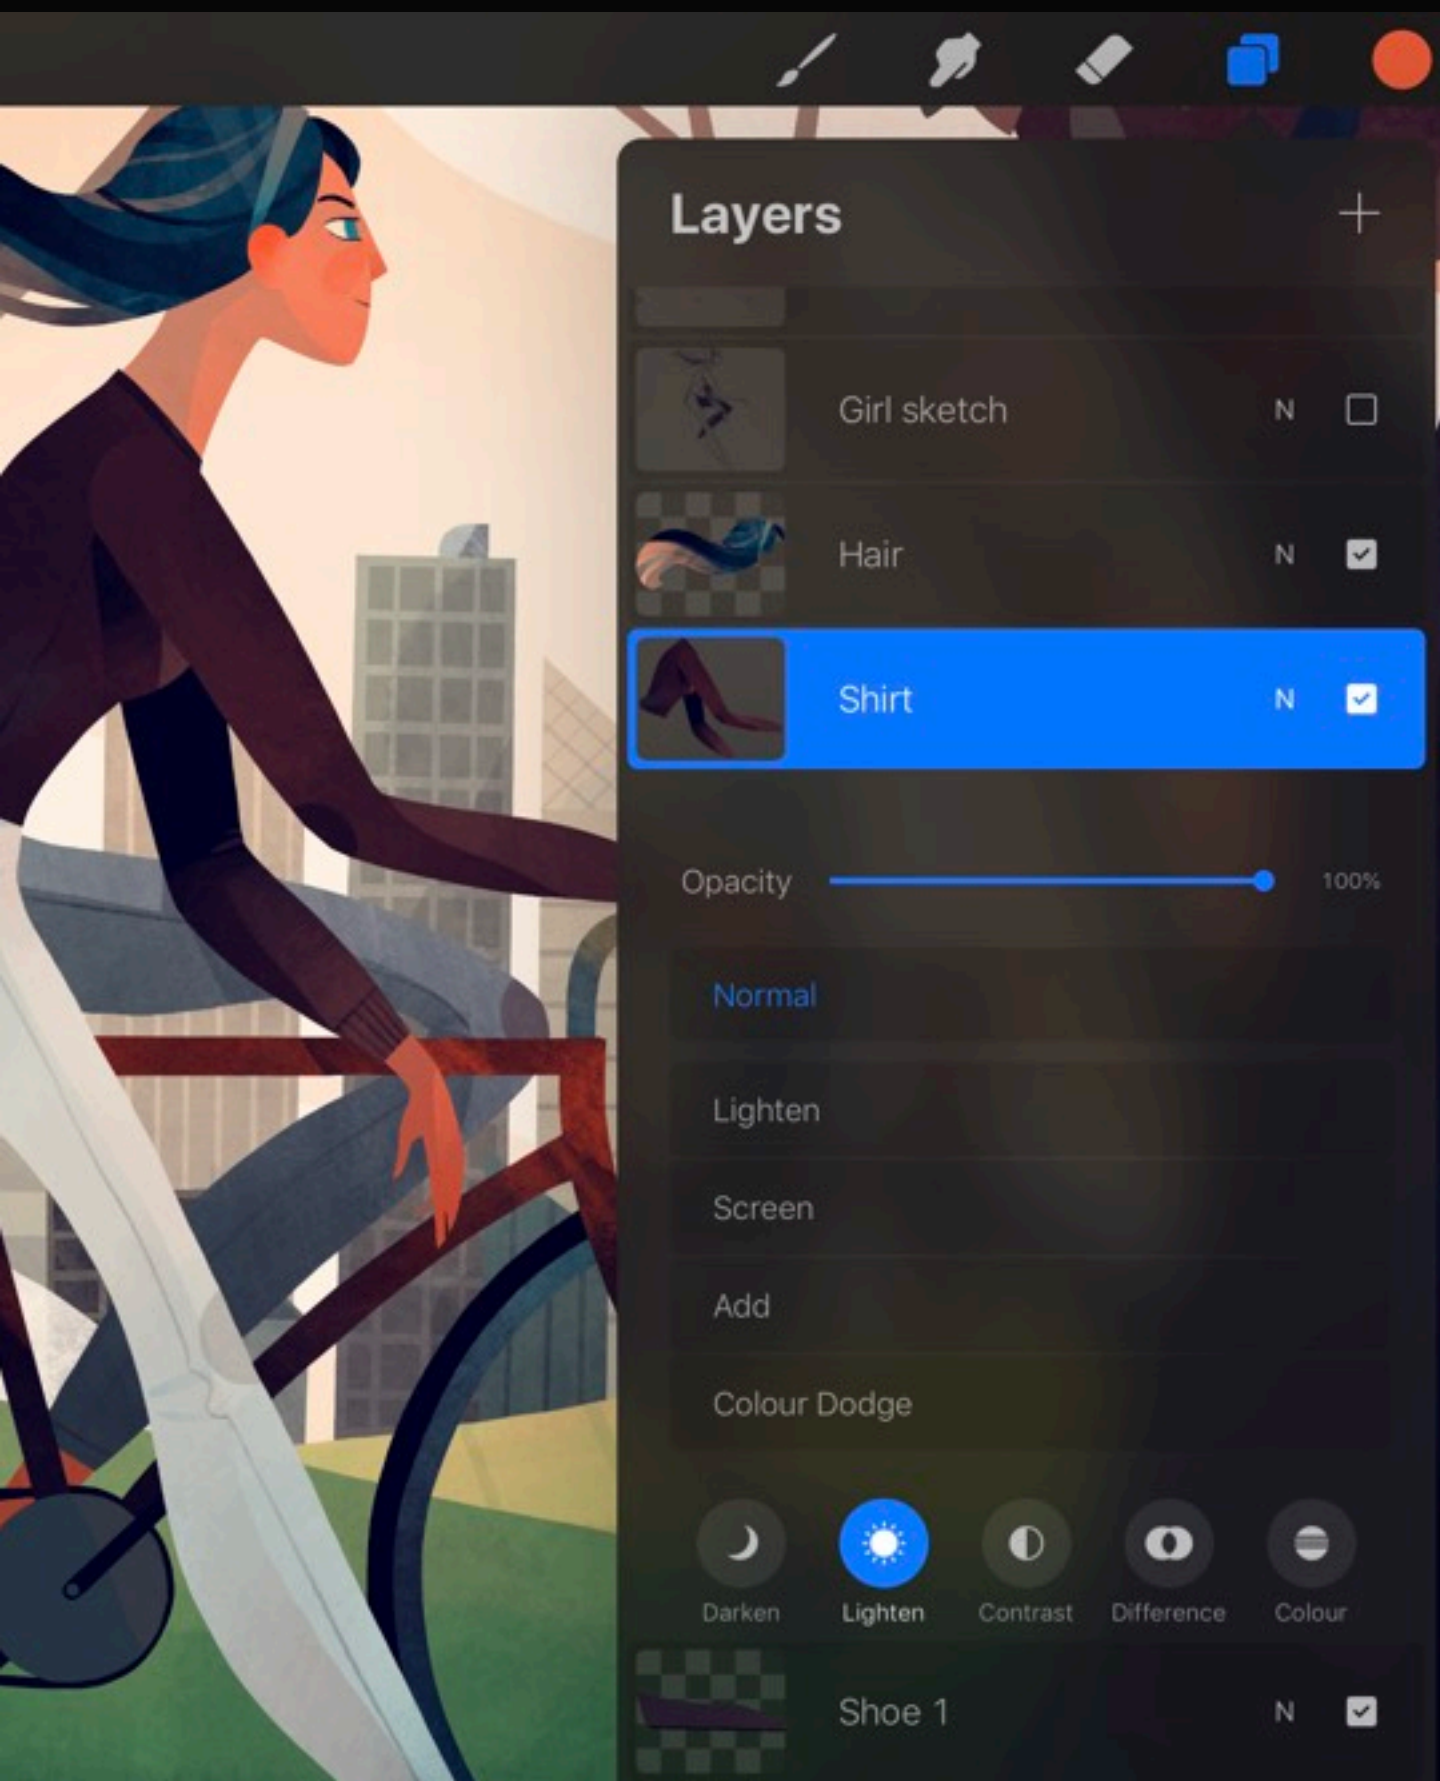 Layers
Girl sketch N
Hair N
Shirt N
Opacity 100%
Normal
Lighten
Screen
Add
Colour Dodge
Darken Lighten Contrast Difference Colour
Shoe 1 N